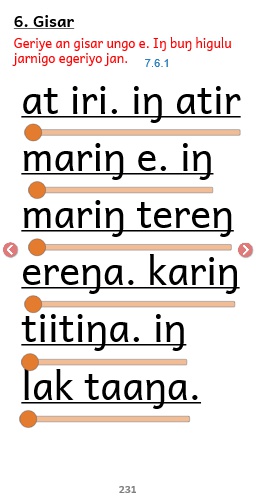 6. Gisar
Geriye an gisar ungo e. Iŋ buŋ higulu
jarnigo egeriyo jan.
7.6.1
at iri. iŋ atir
mariŋ e. iŋ
mariŋ tereŋ
ereŋa. kariŋ
tiitiŋa. iŋ
lak taaŋa.
231